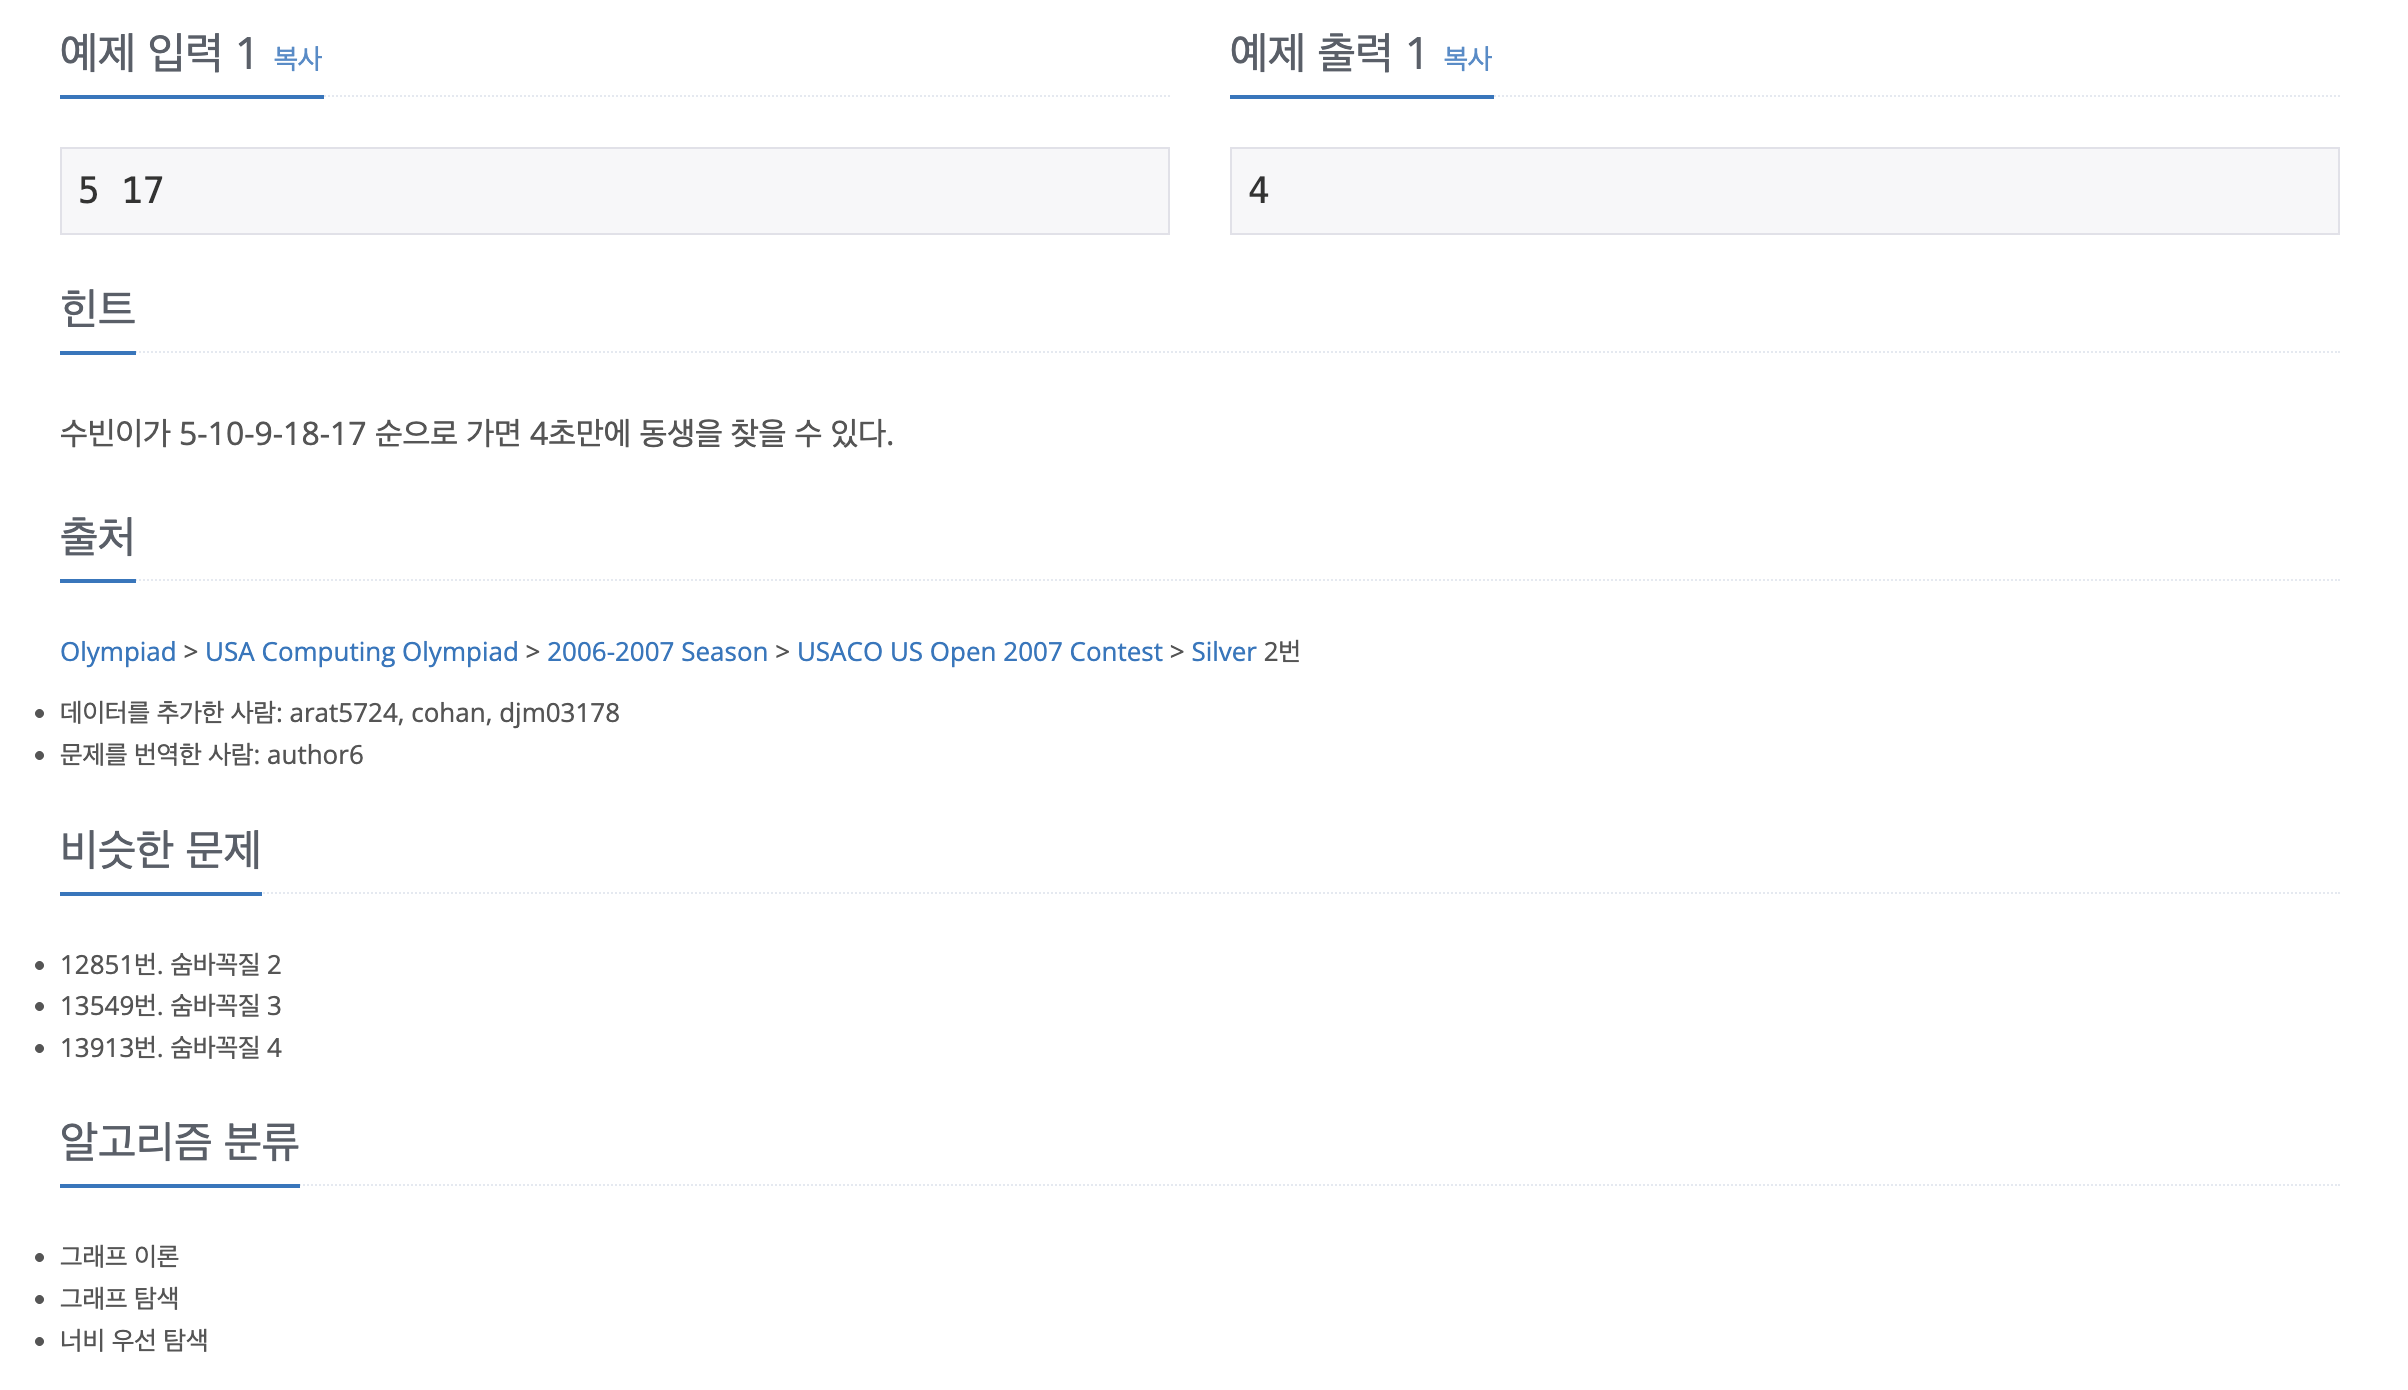 예제 입력 1 복사
5 17
예제 출력 1 복사
4
힌트
수빈이가 5-10-9-18-17 순으로 가면 4초만에 동생을 찾을 수 있다.
출처
Olympiad > USA Computing Olympiad > 2006-2007 Season > USACO US Open 2007 Contest > Silver 2번
데이터를 추가한 사람: arat5724, cohan, djm03178
문제를 번역한 사람: author6
비슷한 문제
12851번. 숨바꼭질 2
13549번. 숨바꼭질 3
13913번. 숨바꼭질 4
알고리즘 분류
그래프 이론
그래프 탐색
너비 우선 탐색